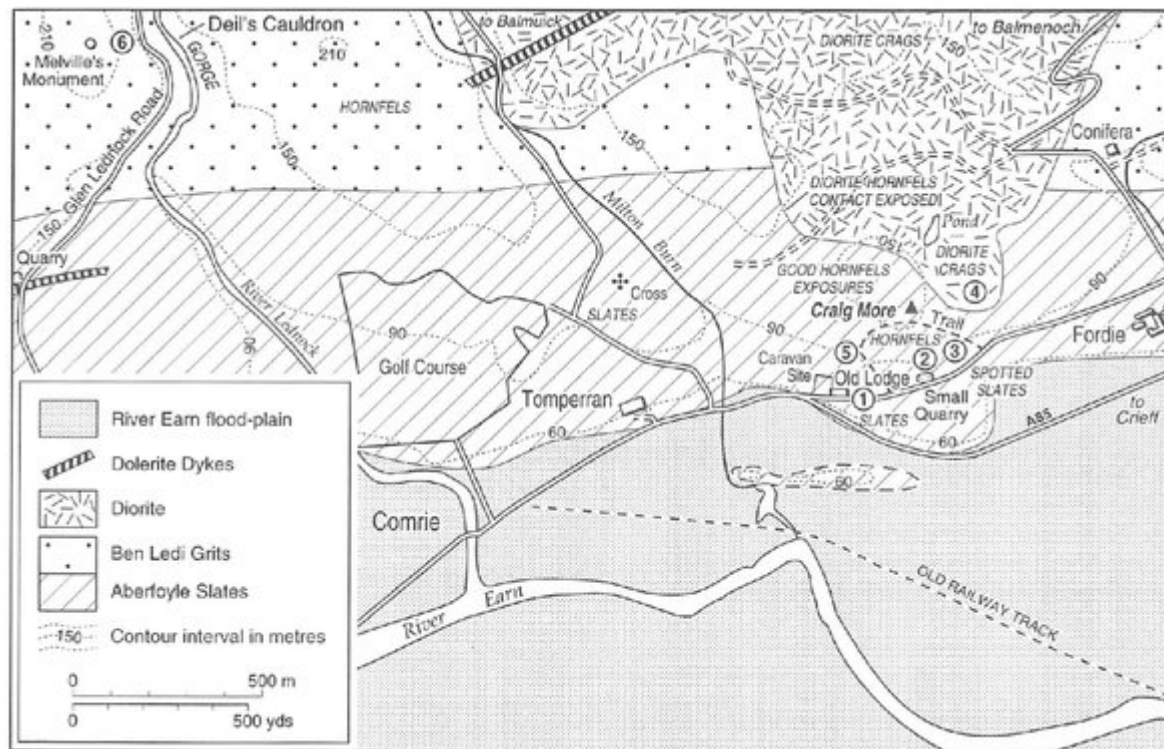 210
Deil's Cauldron
6
Melville's
Monument
GORGE
Glen Lednock Road
210
HORNFELS
to Balmuick
DIORITE CRAGS
150
to Balmenoch
150
150
Conifera
150
Quarry
River Lednock
90
Milton Burn
DIORITE HORNFELS
CONTACT EXPOSED
Pond
150
DIORITE
CRAGS
4
GOOD HORNFELS
EXPOSURES
Craig More
Trail
90
Fordie
Cross
SLATES
90
90
Golf Course
Tomperran
60
5
HORNFELS
3
2
Caravan
Site
Old Lodge
1
SPOTTED
SLATES
Small
Quarry
SLATES
60
A85
to
Crieff
60
Comrie
River Earn
OLD RAILWAY TRACK
River Earn flood-plain
Dolerite Dykes
Diorite
Ben Ledi Grits
Aberfoyle Slates
150 Contour interval in metres
0 500 m
0 500 yds